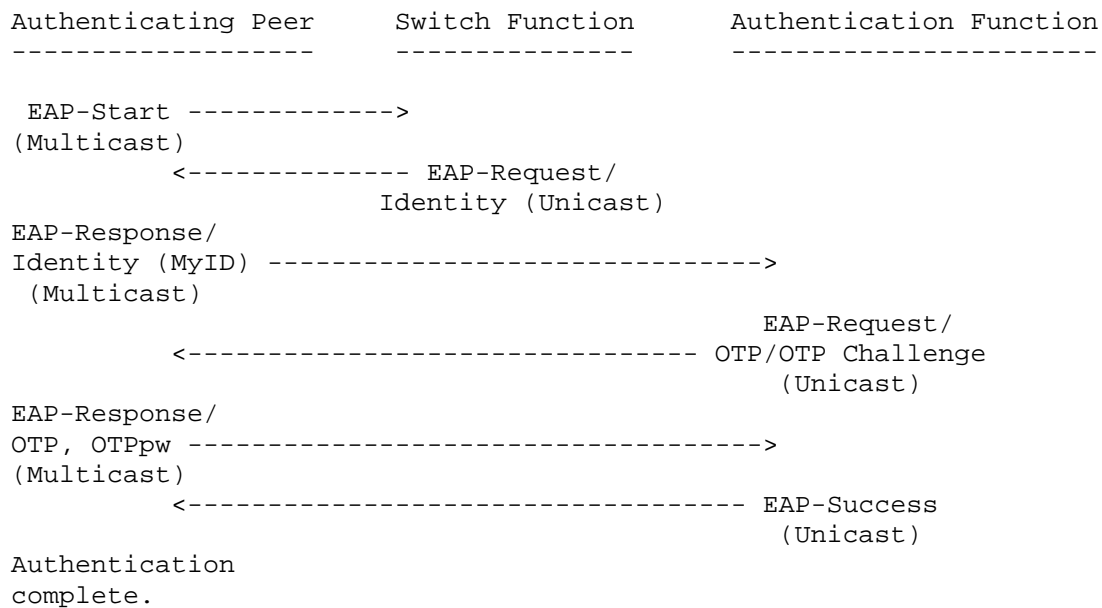 Authenticating Peer     Switch Function      Authentication Function
-------------------     ---------------      -----------------------
 EAP-Start ------------->
(Multicast)
          <-------------- EAP-Request/
                       Identity (Unicast)
EAP-Response/
Identity (MyID) ------------------------------->
 (Multicast)
                                               EAP-Request/
          <-------------------------------- OTP/OTP Challenge
                                                (Unicast)
EAP-Response/
OTP, OTPpw ------------------------------------>
(Multicast)
          <----------------------------------- EAP-Success
                                                (Unicast)
Authentication
complete.